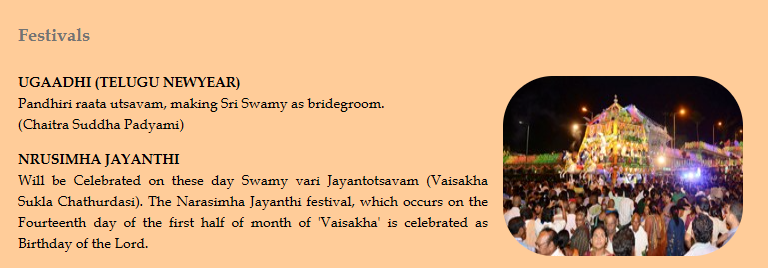 Festivals
UGAADHI (TELUGU NEWYEAR)
Pandhiri raata utsavam, making Sri Swamy as bridegroom.
(Chaitra Suddha Padyami)
NRUSIMHA JAYANTHI
Will be Celebrated on these day Swamy vari Jayantotsavam (Vaisakha
Sukla Chathurdasi). The Narasimha Jayanthi festival, which occurs on the
Fourteenth day of the first half of month of 'Vaisakha' is celebrated as
Birthday of the Lord.